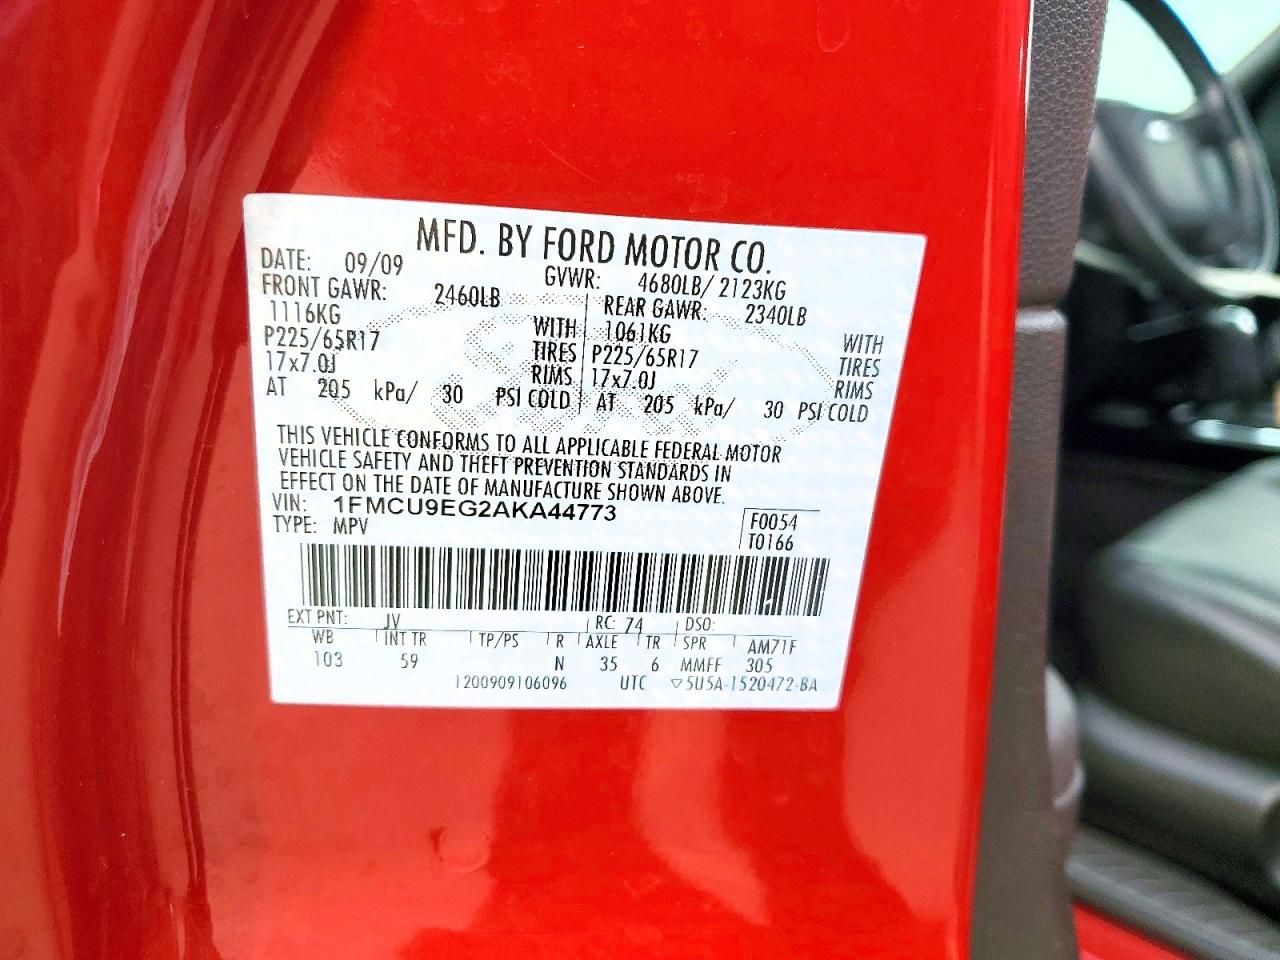 MFD. BY FORD MOTOR CO.
DATE: 09/09 GVWR: 4680LB/ 2123KG
FRONT GAWR: 2460LB REAR GAWR: 2340LB
1116KG WITH 1061KG WITH
P225/65R17 TIRES P225/65R17 TIRES
17x7.0J RIMS 17x7.0J RIMS
AT 205 kPa/ 30 PSI COLD AT 205 kPa/ 30 PSI COLD
THIS VEHICLE CONFORMS TO ALL APPLICABLE FEDERAL MOTOR
VEHICLE SAFETY AND THEFT PREVENTION STANDARDS IN
EFFECT ON THE DATE OF MANUFACTURE SHOWN ABOVE.
VIN: 1FMCU9EG2AKA44773 F0054
TYPE: MPV T0166
EXT PNT: JV RC: 74 DSO:
WB INT TR TP/PS R AXLE TR SPR AM71F
103 59 N 35 6 MMFF 305
1200909106096 UTC ▽5U5A-1520472-BA